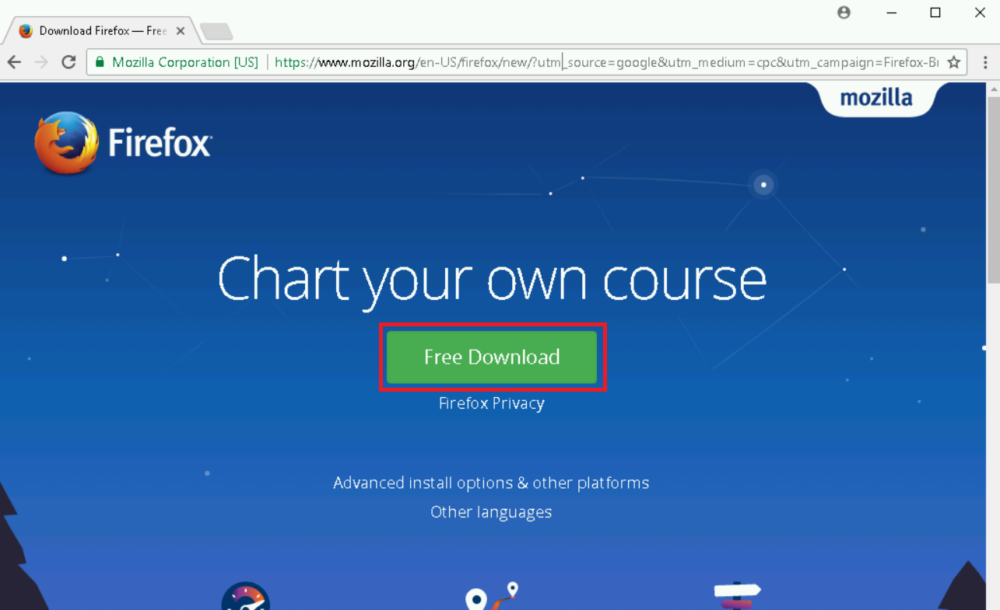 Download Firefox — Free
Mozilla Corporation [US] https://www.mozilla.org/en-US/firefox/new/?utm_source=google&utm_medium=cpc&utm_campaign=Firefox-Br
mozilla
Firefox
Chart your own course
Free Download
Firefox Privacy
Advanced install options & other platforms
Other languages